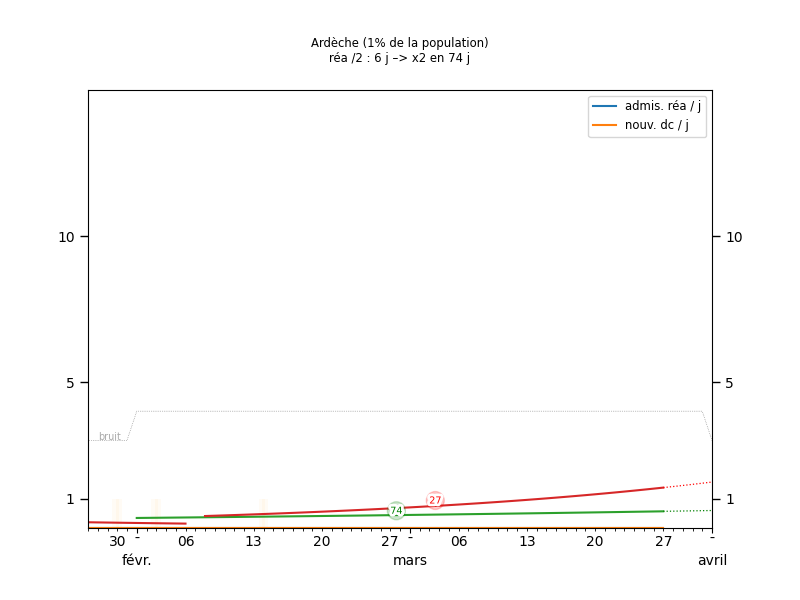 Ardèche (1% de la population)
réa /2 : 6 j –> x2 en 74 j
admis. réa / j
nouv. dc / j
10 10
5 5
bruit
1 1
27
74
30 - 06 13 20 27 - 06 13 20 27 -
févr. mars avril